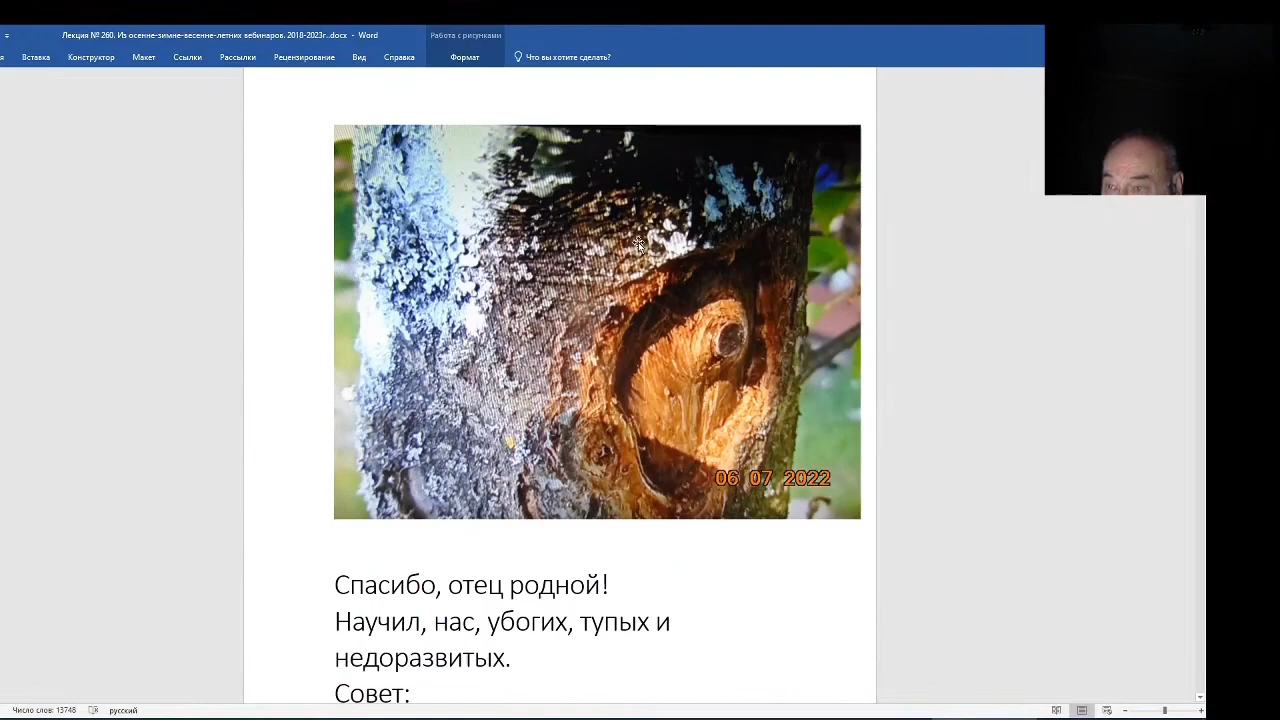 Лекция № 260. Из осенне-зимне-весенне-летних вебинаров. 2018-2023г..docx - Word
Работа с рисунками
Вставка Конструктор Макет Ссылки Рассылки Рецензирование Вид Справка Формат Что вы хотите сделать?
06 07 2022
Спасибо, отец родной!
Научил, нас, убогих, тупых и
недоразвитых.
Совет:
Число слов: 13748 русский